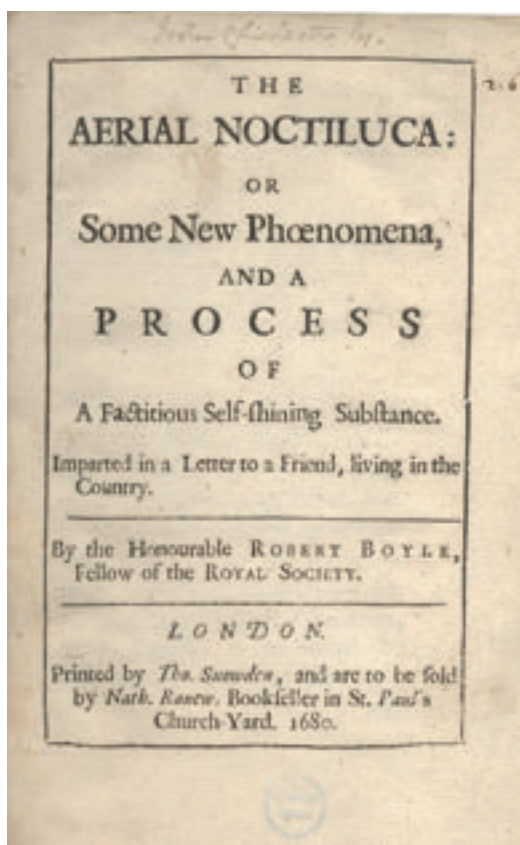 2.6
THE
AERIAL NOCTILUCA:
OR
Some New Phœnomena,
AND A
PROCESS
OF
A Factitious Self-ſhining Subſtance.
Imparted in a Letter to a Friend, living in the
Country.
By the Honourable ROBERT BOYLE,
Fellow of the ROYAL SOCIETY.
LONDON.
Printed by Tho. Snowden, and are to be ſold
by Nath. Ranew. Bookſeller in St. Paul's
Church-Yard. 1680.